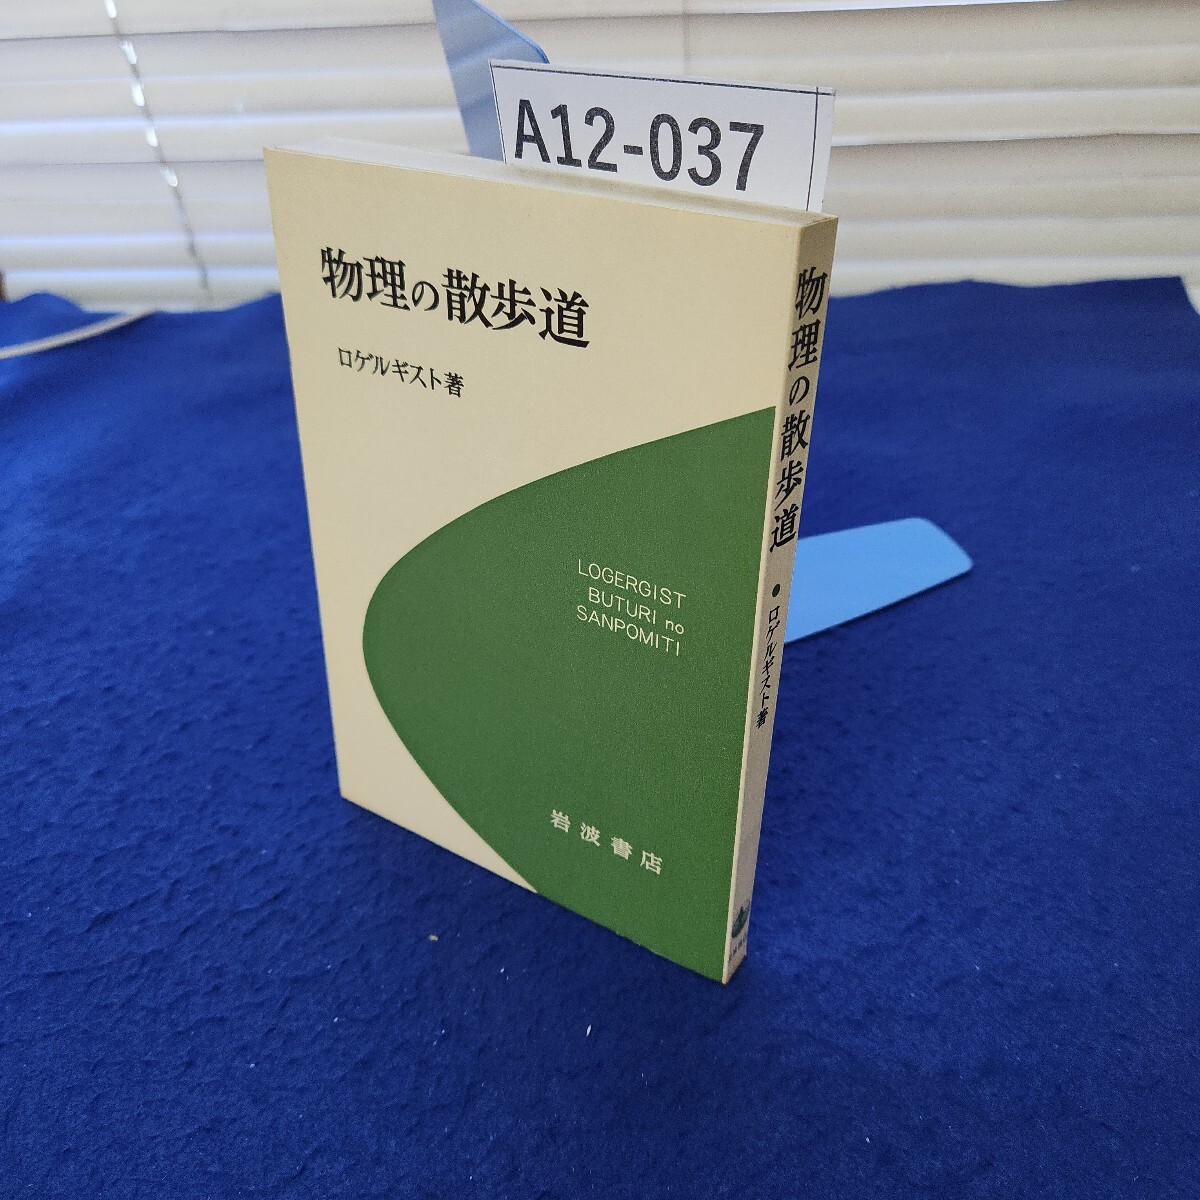 A12-037
物理の散歩道
ロゲルギスト著
LOGERGIST
BUTURI no
SANPOMITI
岩波書店
物理の散歩道・ロゲルギスト著